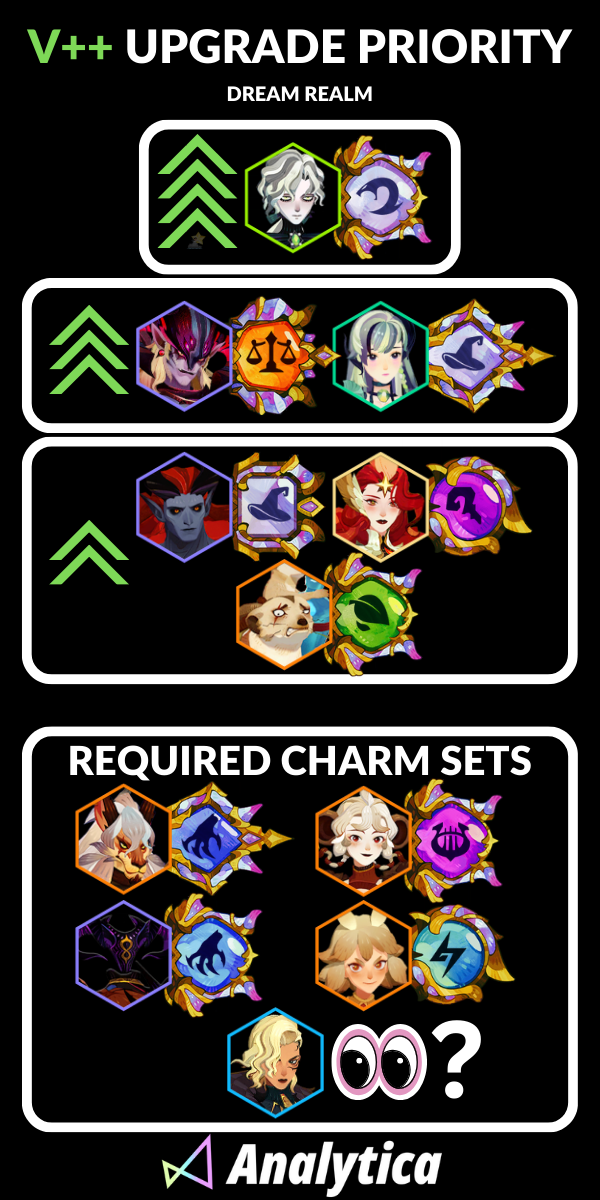 V++ UPGRADE PRIORITY
DREAM REALM
REQUIRED CHARM SETS
?
Analytica